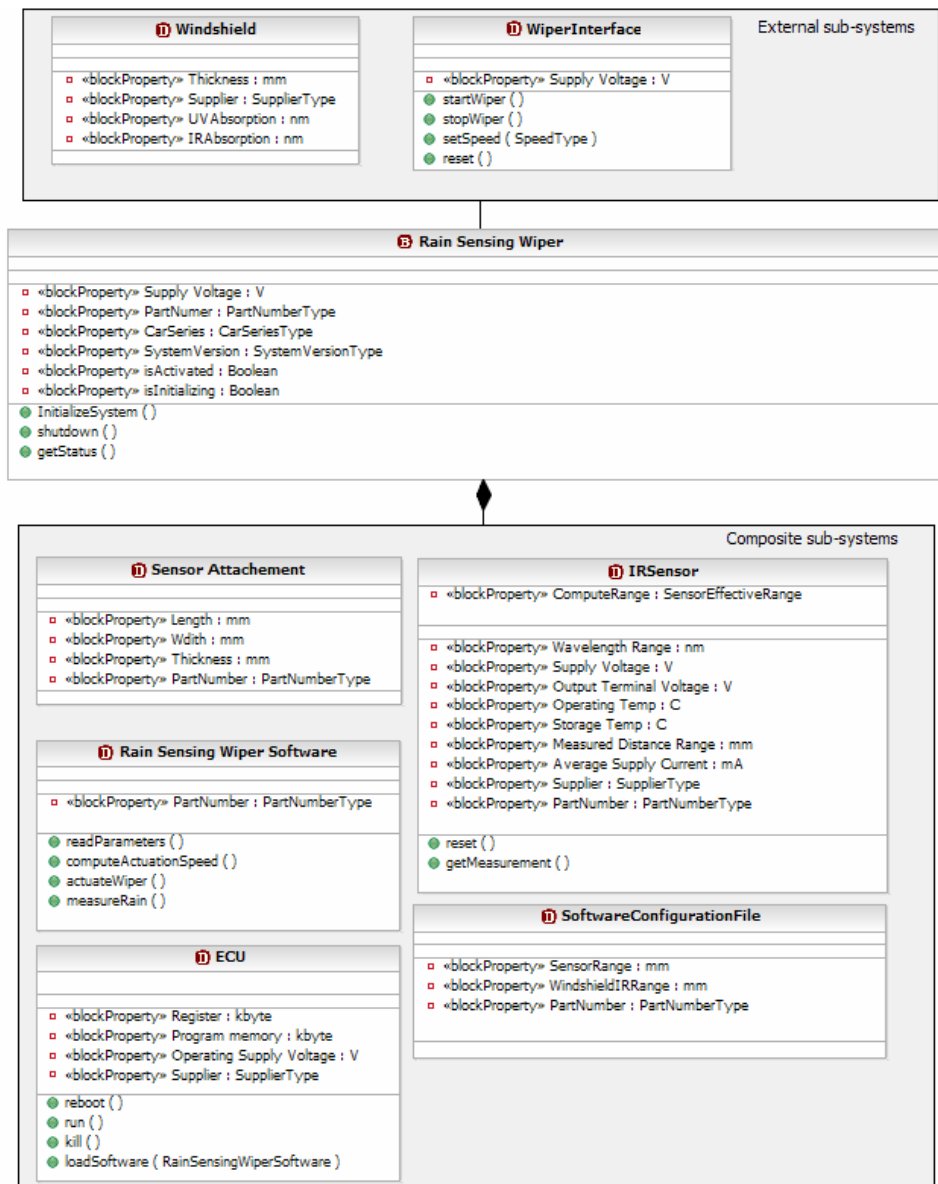 External sub-systems
Windshield
«blockProperty» Thickness : mm
«blockProperty» Supplier : SupplierType
«blockProperty» UVAbsorption : nm
«blockProperty» IRAbsorption : nm
WiperInterface
«blockProperty» Supply Voltage : V
startWiper ( )
stopWiper ( )
setSpeed ( SpeedType )
reset ( )
Rain Sensing Wiper
«blockProperty» Supply Voltage : V
«blockProperty» PartNumer : PartNumberType
«blockProperty» CarSeries : CarSeriesType
«blockProperty» SystemVersion : SystemVersionType
«blockProperty» isActivated : Boolean
«blockProperty» isInitializing : Boolean
InitializeSystem ( )
shutdown ( )
getStatus ( )
Composite sub-systems
Sensor Attachement
«blockProperty» Length : mm
«blockProperty» Wdith : mm
«blockProperty» Thickness : mm
«blockProperty» PartNumber : PartNumberType
IRSensor
«blockProperty» ComputeRange : SensorEffectiveRange
«blockProperty» Wavelength Range : nm
«blockProperty» Supply Voltage : V
«blockProperty» Output Terminal Voltage : V
«blockProperty» Operating Temp : C
«blockProperty» Storage Temp : C
«blockProperty» Measured Distance Range : mm
«blockProperty» Average Supply Current : mA
«blockProperty» Supplier : SupplierType
«blockProperty» PartNumber : PartNumberType
reset ( )
getMeasurement ( )
Rain Sensing Wiper Software
«blockProperty» PartNumber : PartNumberType
readParameters ( )
computeActuationSpeed ( )
actuateWiper ( )
measureRain ( )
SoftwareConfigurationFile
«blockProperty» SensorRange : mm
«blockProperty» WindshieldIRRange : mm
«blockProperty» PartNumber : PartNumberType
ECU
«blockProperty» Register : kbyte
«blockProperty» Program memory : kbyte
«blockProperty» Operating Supply Voltage : V
«blockProperty» Supplier : SupplierType
reboot ( )
run ( )
kill ( )
loadSoftware ( RainSensingWiperSoftware )